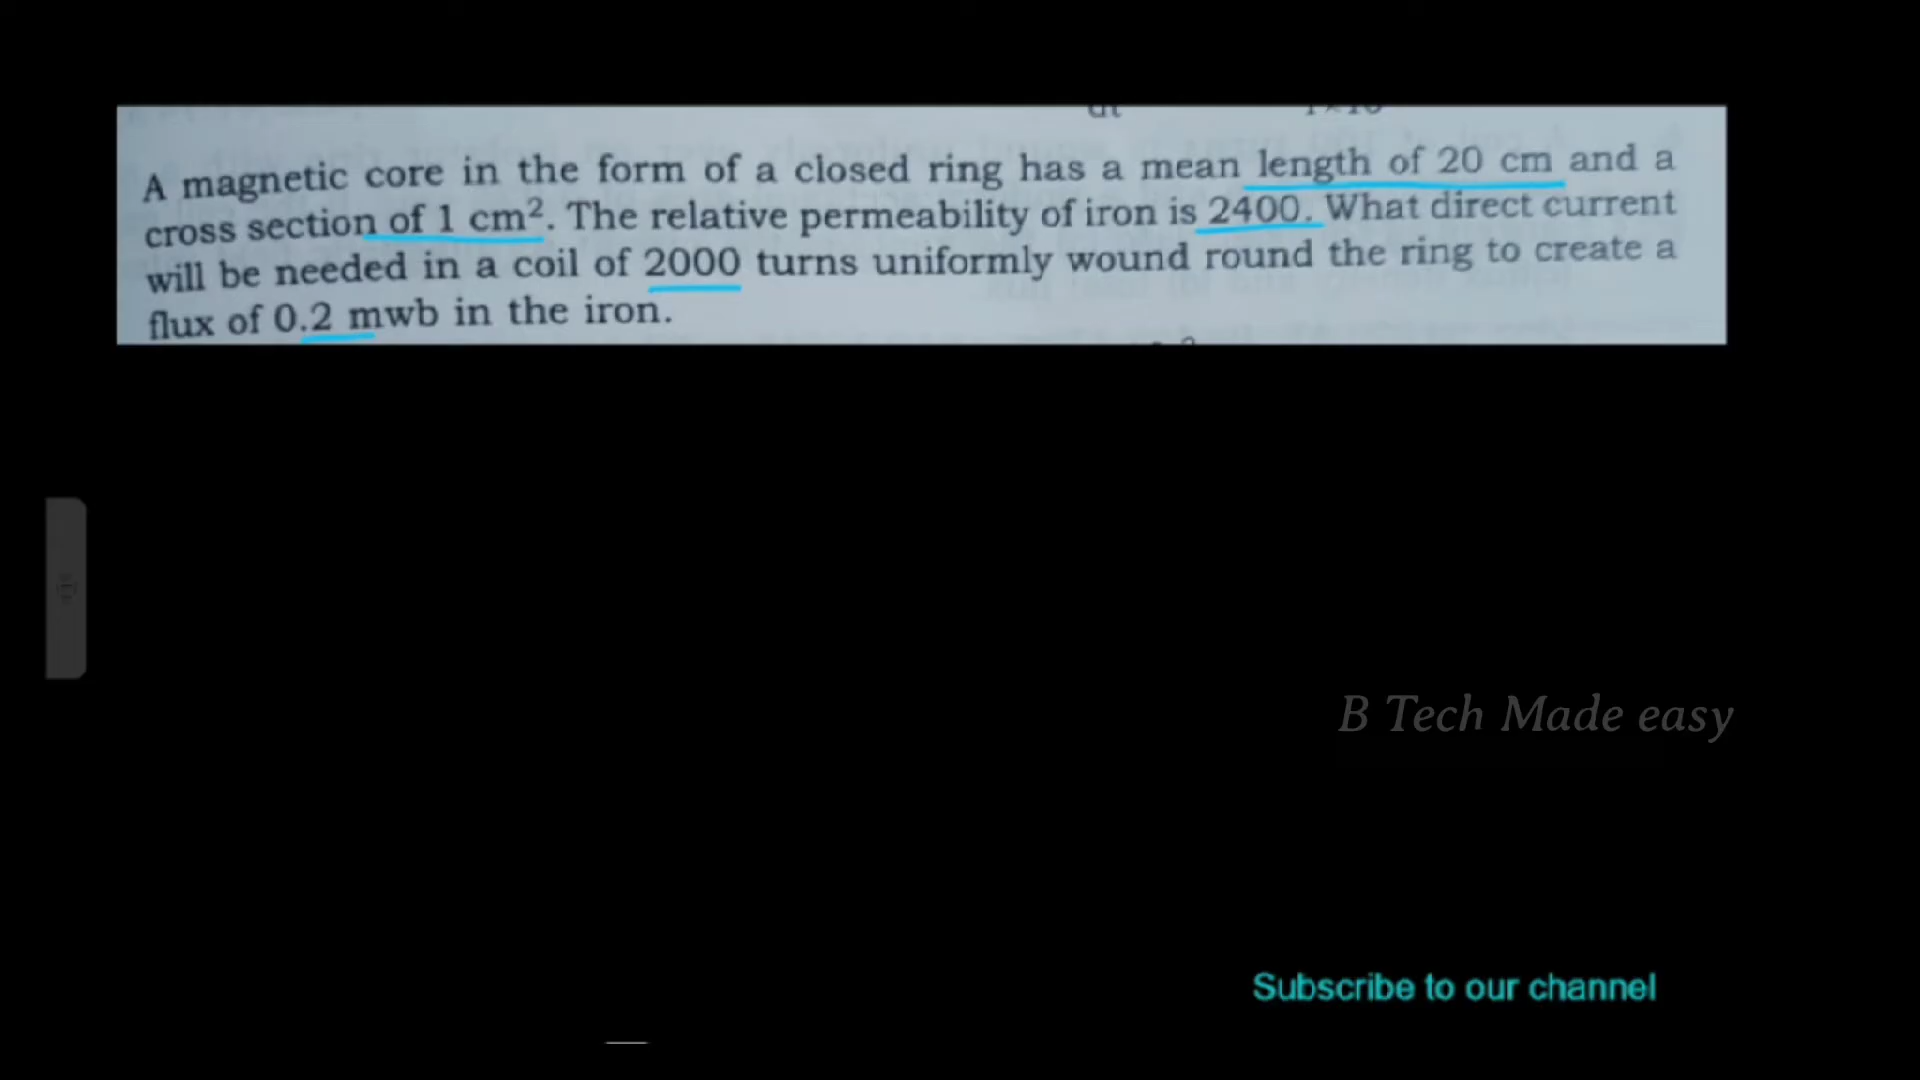 A magnetic core in the form of a closed ring has a mean length of 20 cm and a
cross section of 1 cm². The relative permeability of iron is 2400. What direct current
will be needed in a coil of 2000 turns uniformly wound round the ring to create a
flux of 0.2 mwb in the iron.
B Tech Made easy
Subscribe to our channel